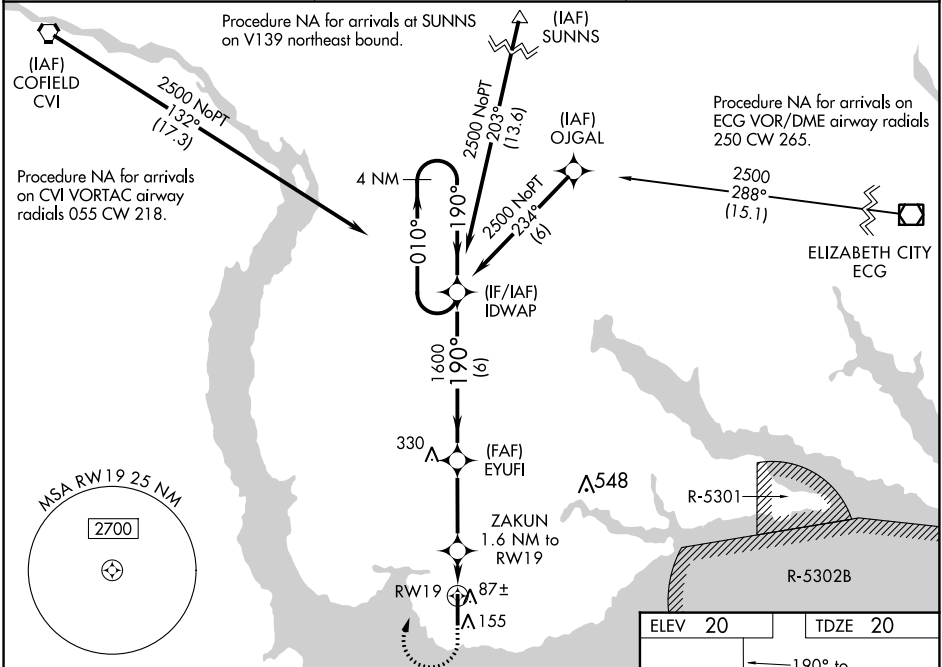 Procedure NA for arrivals at SUNNS
on V139 northeast bound.
(IAF)
SUNNS
(IAF)
COFIELD
CVI
2500 NoPT
132°
(17.3)
2500 NoPT
203°
(13.6)
(IAF)
OJGAL
Procedure NA for arrivals on
ECG VOR/DME airway radials
250 CW 265.
Procedure NA for arrivals
on CVI VORTAC airway
radials 055 CW 218.
4 NM
010°
190°
2500 NoPT
234°
(6)
2500
288°
(15.1)
ELIZABETH CITY
ECG
(IF/IAF)
IDWAP
1600
190°
(6)
330
(FAF)
EYUFI
548
R-5301
MSA RW19 25 NM
2700
ZAKUN
1.6 NM to
RW19
R-5302B
RW19
87±
155
ELEV 20
TDZE 20
190° to